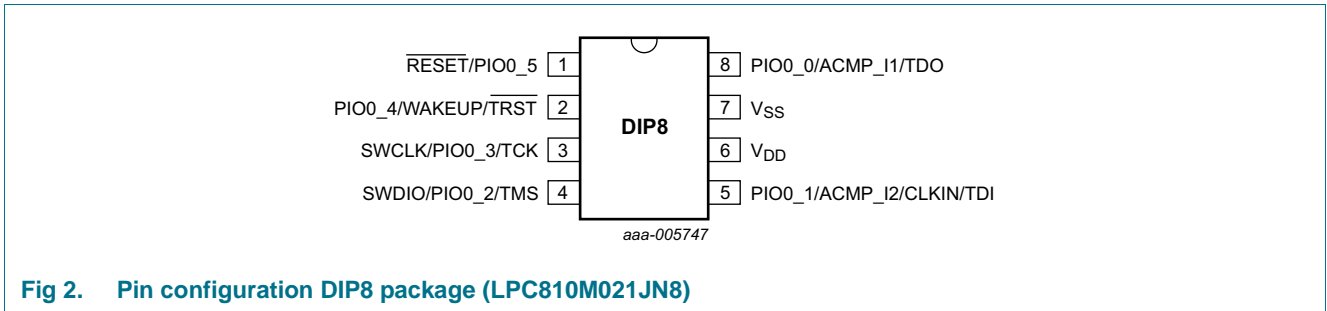 RESET/PIO0_5 1
8 PIO0_0/ACMP_I1/TDO
PIO0_4/WAKEUP/TRST 2
7 VSS
DIP8
SWCLK/PIO0_3/TCK 3
6 VDD
SWDIO/PIO0_2/TMS 4
5 PIO0_1/ACMP_I2/CLKIN/TDI
aaa-005747
Fig 2. Pin configuration DIP8 package (LPC810M021JN8)